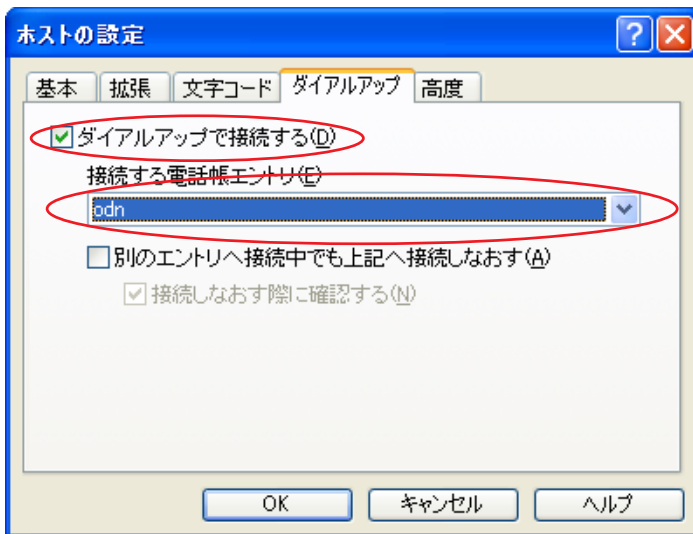 ホストの設定
基本 拡張 文字コード ダイアルアップ 高度
ダイアルアップで接続する(D)
接続する電話帳エントリ(E)
odn
別のエントリへ接続中でも上記へ接続しなおす(A)
接続しなおす際に確認する(N)
OK キャンセル ヘルプ